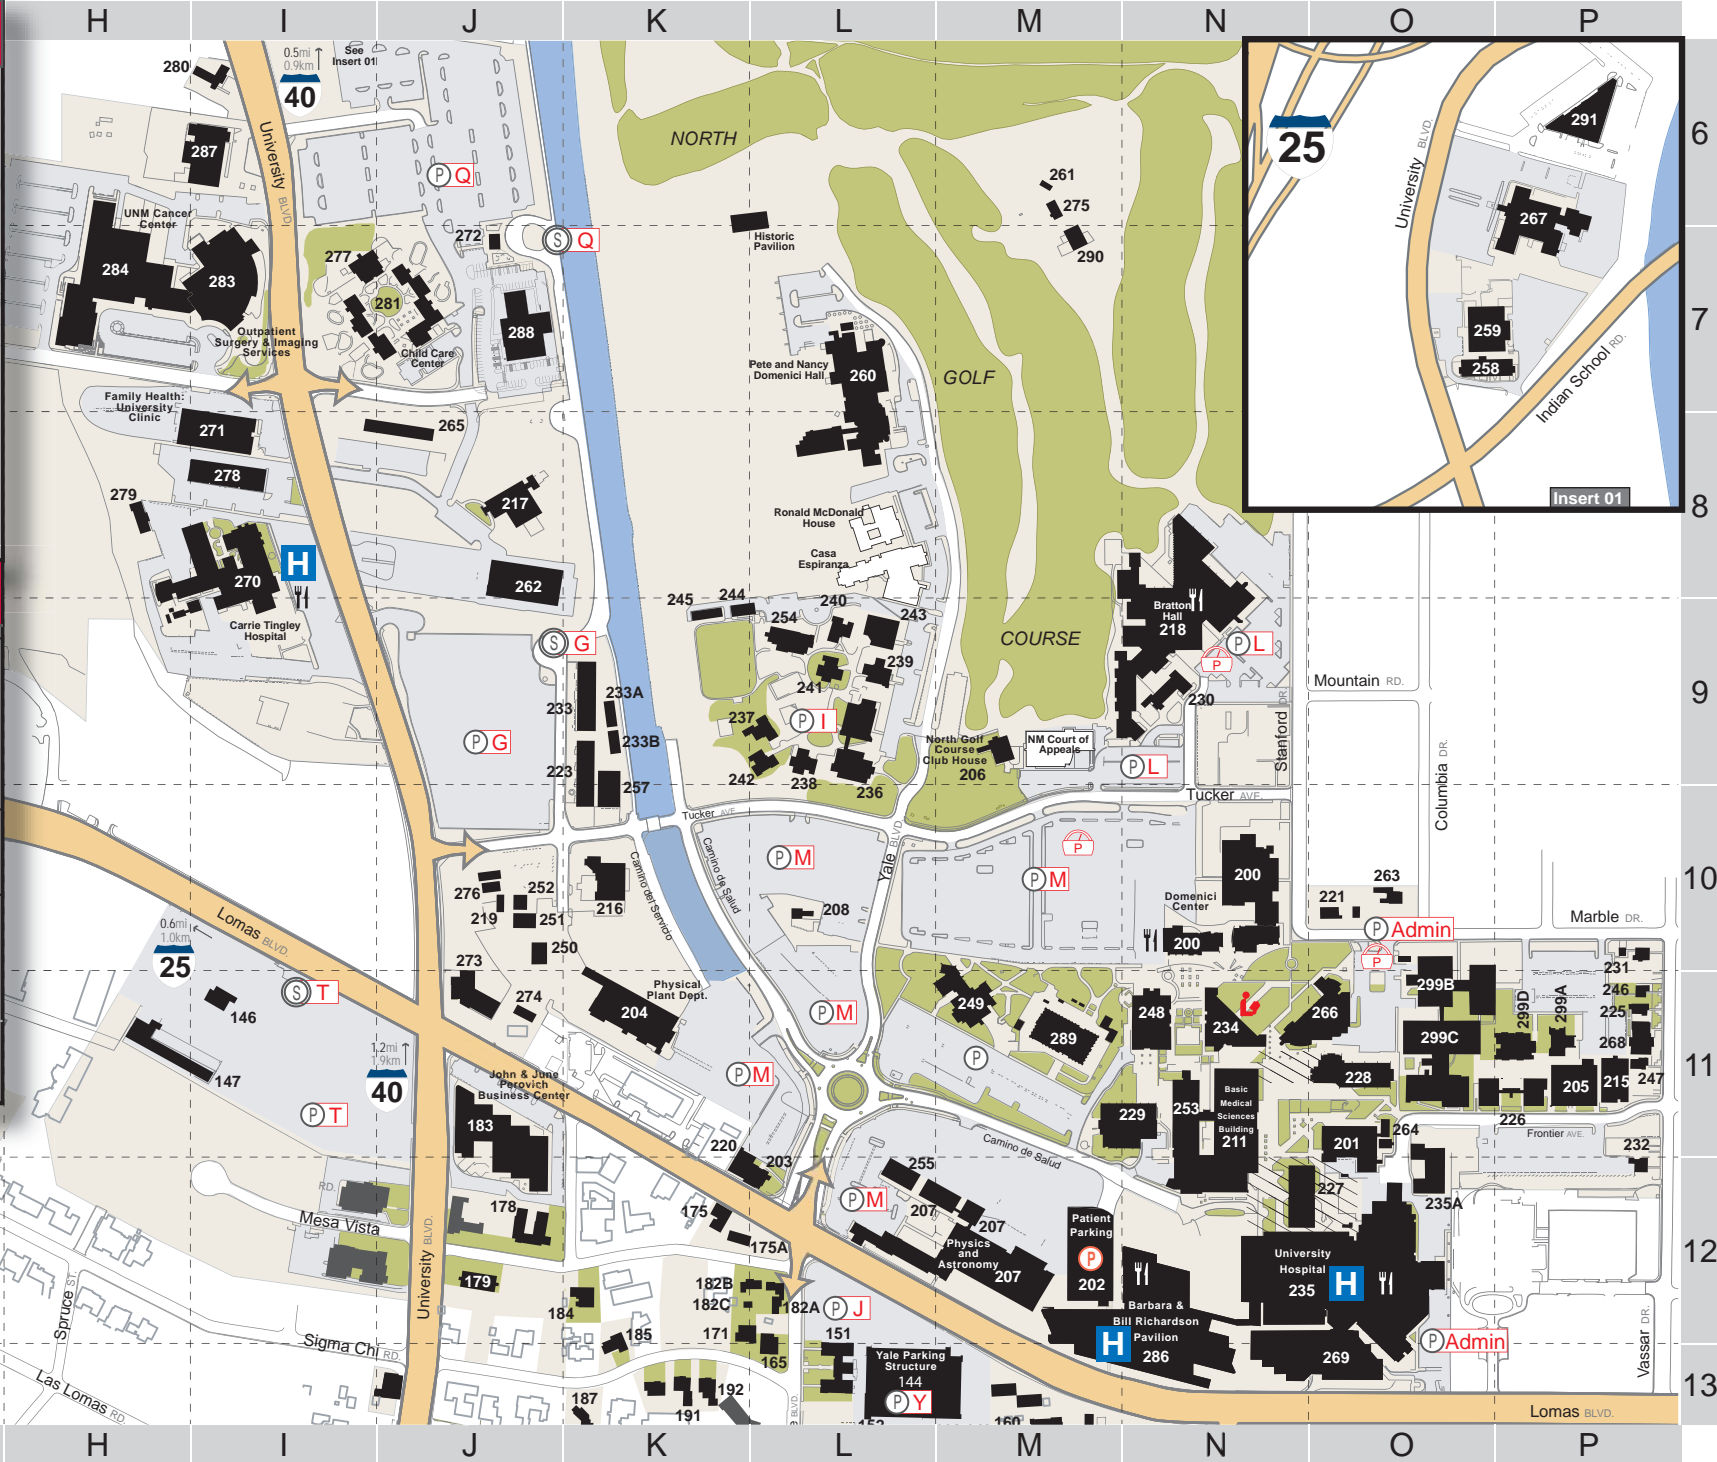 H I J K L M N O P
0.5mi
0.9km
40
See
Insert 01
280
287
University BLVD.
P Q
NORTH
261
275
290
6
25
University BLVD.
291
267
259
258
Indian School RD.
Insert 01
UNM Cancer
Center
284
283
277
272
S Q
281
288
Historic
Pavilion
Outpatient
Surgery & Imaging
Services
Child Care
Center
Pete and Nancy
Domenici Hall
260
GOLF
7
Family Health:
University
Clinic
271
265
278
279
217
Ronald McDonald
House
Casa
Espiranza
8
270
H
262
Carrie Tingley
Hospital
245
244
254
240
243
COURSE
Bratton
Hall
218
P L
P
S G
233A
233
233B
223
257
P G
239
241
237
P I
242
238
236
230
North Golf
Course
Club House
206
NM Court of
Appeals
P L
Stanford DR.
Mountain RD.
Columbia DR.
9
Tucker AVE.
Tucker AVE.
Camino de Salud
Camino del Servicio
Yale BLVD.
P M
P
P M
200
Domenici
Center
200
263
221
P Admin
P
Marble DR.
10
276
252
219
251
216
250
208
Lomas BLVD.
0.6mi
1.0km
25
S T
146
147
P T
1.2mi
1.9km
40
273
274
Physical
Plant Dept.
204
P M
P M
249
289
P
248
234
266
299B
299C
299D
299A
231
246
225
268
247
215
205
226
228
11
John & June
Perovich
Business Center
183
229
253
Basic
Medical
Sciences
Building
211
201
264
Frontier AVE.
232
Camino de Salud
220
203
255
P M
207
207
Physics
and
Astronomy
207
227
235A
RD.
Mesa Vista
178
175
175A
Patient
Parking
P
202
University
Hospital
235
H
12
University BLVD.
179
Spruce ST.
184
182B
182C
182A
P J
Barbara &
Bill Richardson
Pavilion
H
286
269
P Admin
Vassar DR.
Sigma Chi RD.
185
171
165
151
Yale Parking
Structure
144
P Y
13
Las Lomas RD.
187
191
192
160
Lomas BLVD.
H I J K L M N O P